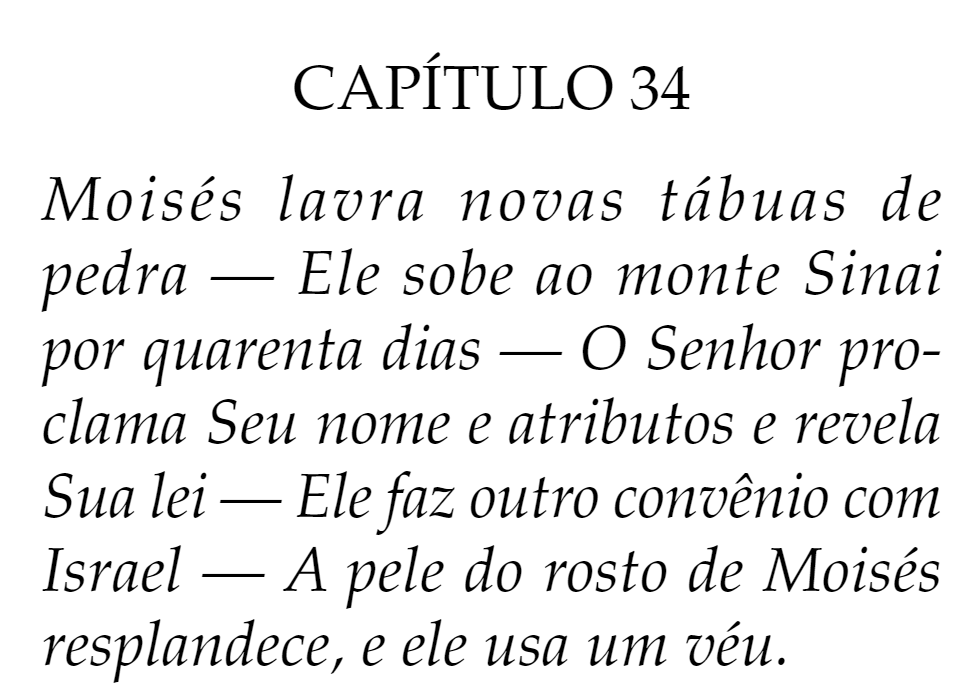 CAPÍTULO 34
Moisés lavra novas tábuas de
pedra — Ele sobe ao monte Sinai
por quarenta dias — O Senhor pro-
clama Seu nome e atributos e revela
Sua lei — Ele faz outro convênio com
Israel — A pele do rosto de Moisés
resplandece, e ele usa um véu.